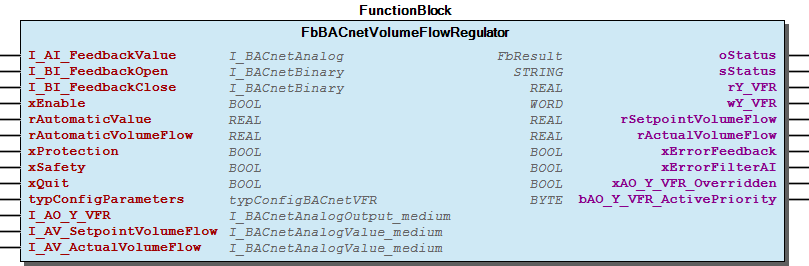 FunctionBlock
FbBACnetVolumeFlowRegulator
I_AI_FeedbackValue I_BACnetAnalog FbResult oStatus
I_BI_FeedbackOpen I_BACnetBinary STRING sStatus
I_BI_FeedbackClose I_BACnetBinary REAL rY_VFR
xEnable BOOL WORD wY_VFR
rAutomaticValue REAL REAL rSetpointVolumeFlow
rAutomaticVolumeFlow REAL REAL rActualVolumeFlow
xProtection BOOL BOOL xErrorFeedback
xSafety BOOL BOOL xErrorFilterAI
xQuit BOOL BOOL xAO_Y_VFR_Overridden
typConfigParameters typConfigBACnetVFR BYTE bAO_Y_VFR_ActivePriority
I_AO_Y_VFR I_BACnetAnalogOutput_medium
I_AV_SetpointVolumeFlow I_BACnetAnalogValue_medium
I_AV_ActualVolumeFlow I_BACnetAnalogValue_medium